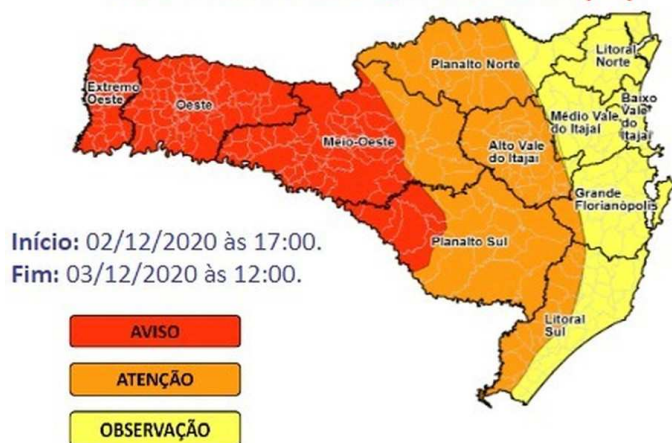 Planalto Norte
Litoral
Norte
Extremo
Oeste
Oeste
Baixo
Vale
do
Itajaí
Médio Vale
do Itajaí
Meio-Oeste
Alto Vale
do Itajaí
Grande
Florianópolis
Planalto Sul
Início: 02/12/2020 às 17:00.
Fim: 03/12/2020 às 12:00.
Litoral
Sul
AVISO
ATENÇÃO
OBSERVAÇÃO